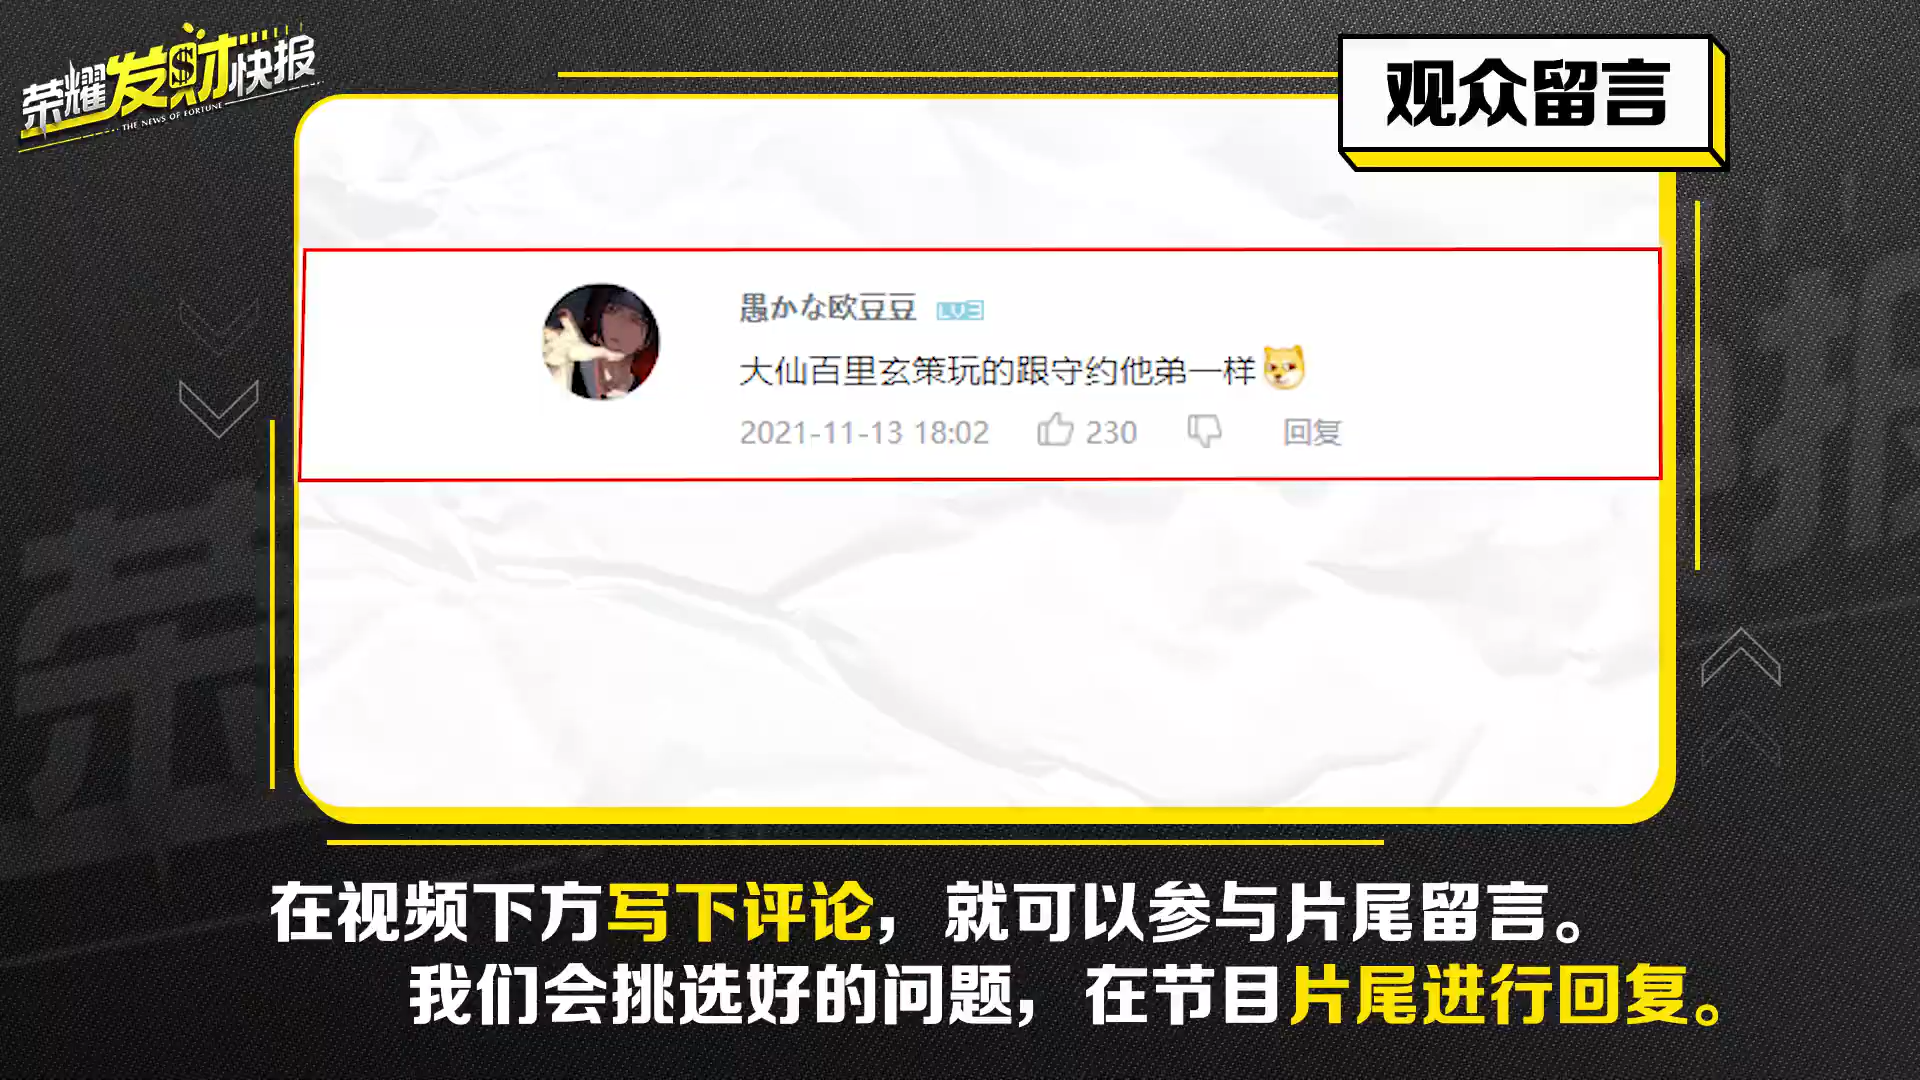 荣耀发财快报
THE NEWS OF FORTUNE
观众留言
愚かな欧豆豆 LV3
大仙百里玄策玩的跟守约他弟一样
2021-11-13 18:02 230 回复
在视频下方写下评论，就可以参与片尾留言。
我们会挑选好的问题，在节目片尾进行回复。